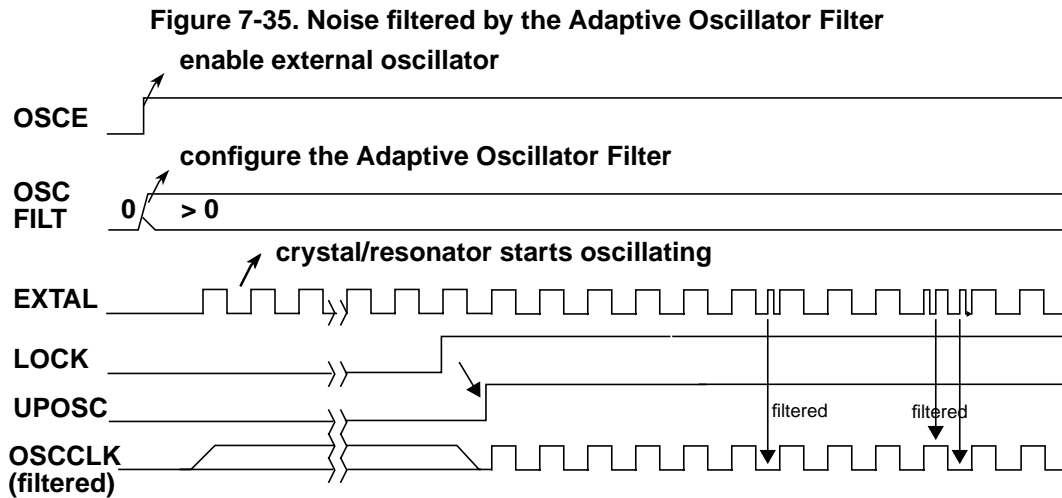 Figure 7-35. Noise filtered by the Adaptive Oscillator Filter
enable external oscillator
OSCE
configure the Adaptive Oscillator Filter
OSC
FILT
0 > 0
crystal/resonator starts oscillating
EXTAL
LOCK
UPOSC
filtered filtered
OSCCLK
(filtered)